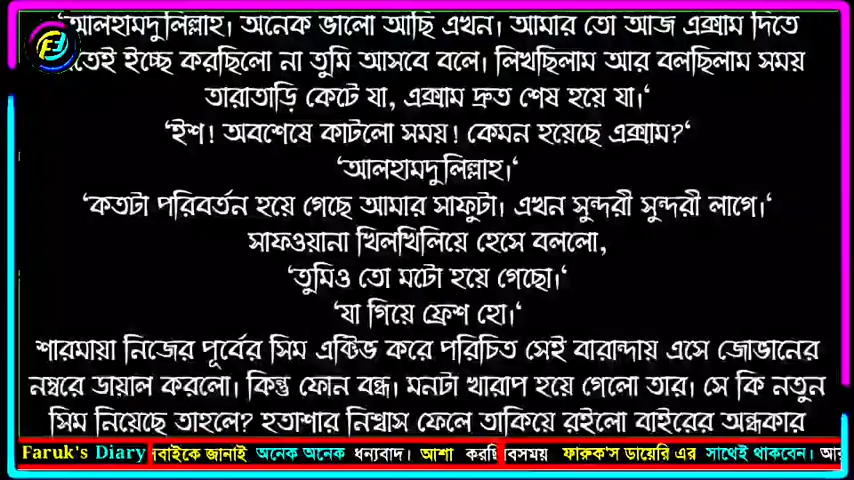 ‘আলহামদুলিল্লাহ। অনেক ভালো আছি এখন। আমার তো আজ এক্সাম দিতে
ইচ্ছে করছিলো না তুমি আসবে বলে। লিখছিলাম আর বলছিলাম সময়
তারাতাড়ি কেটে যা, এক্সাম দ্রুত শেষ হয়ে যা।‘
‘ইশ! অবশেষে কাটলো সময়! কেমন হয়েছে এক্সাম?‘
‘আলহামদুলিল্লাহ।‘
‘কতটা পরিবর্তন হয়ে গেছে আমার সাফুটা। এখন সুন্দরী সুন্দরী লাগে।‘
সাফওয়ানা খিলখিলিয়ে হেসে বললো,
‘তুমিও তো মটো হয়ে গেছো।‘
‘যা গিয়ে ফ্রেশ হো।‘
শারমায়া নিজের পূর্বের সিম এক্টিভ করে পরিচিত সেই বারান্দায় এসে জোভানের
নম্বরে ডায়াল করলো। কিন্তু ফোন বন্ধ। মনটা খারাপ হয়ে গেলো তার। সে কি নতুন
সিম নিয়েছে তাহলে? হতাশার নিশ্বাস ফেলে তাকিয়ে রইলো বাইরের অন্ধকার
Faruk's Diary বাইকে জানাই অনেক অনেক ধন্যবাদ। আশা করছি বসময় ফারুক'স ডায়েরি এর সাথেই থাকবেন। আর